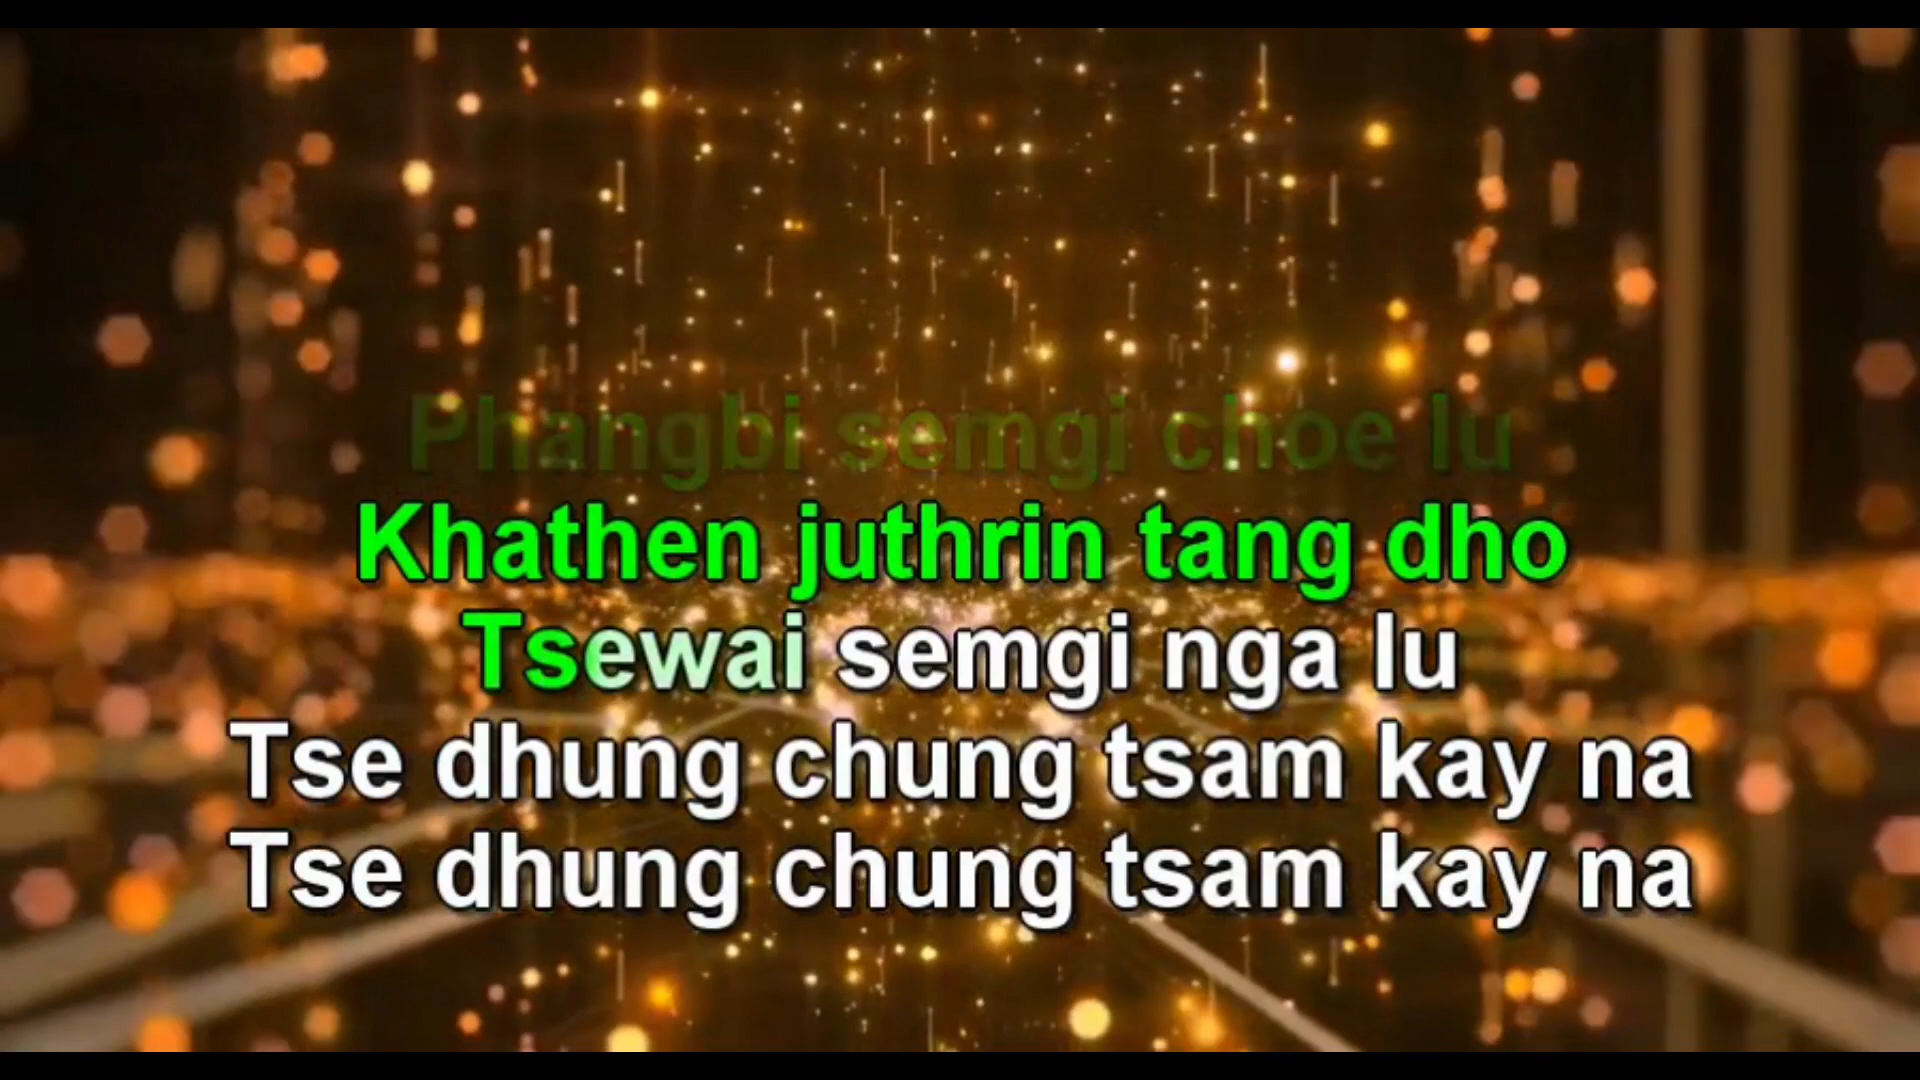 Phangbi semgi choe lu
Khathen juthrin tang dho
Tsewai semgi nga lu
Tse dhung chung tsam kay na
Tse dhung chung tsam kay na